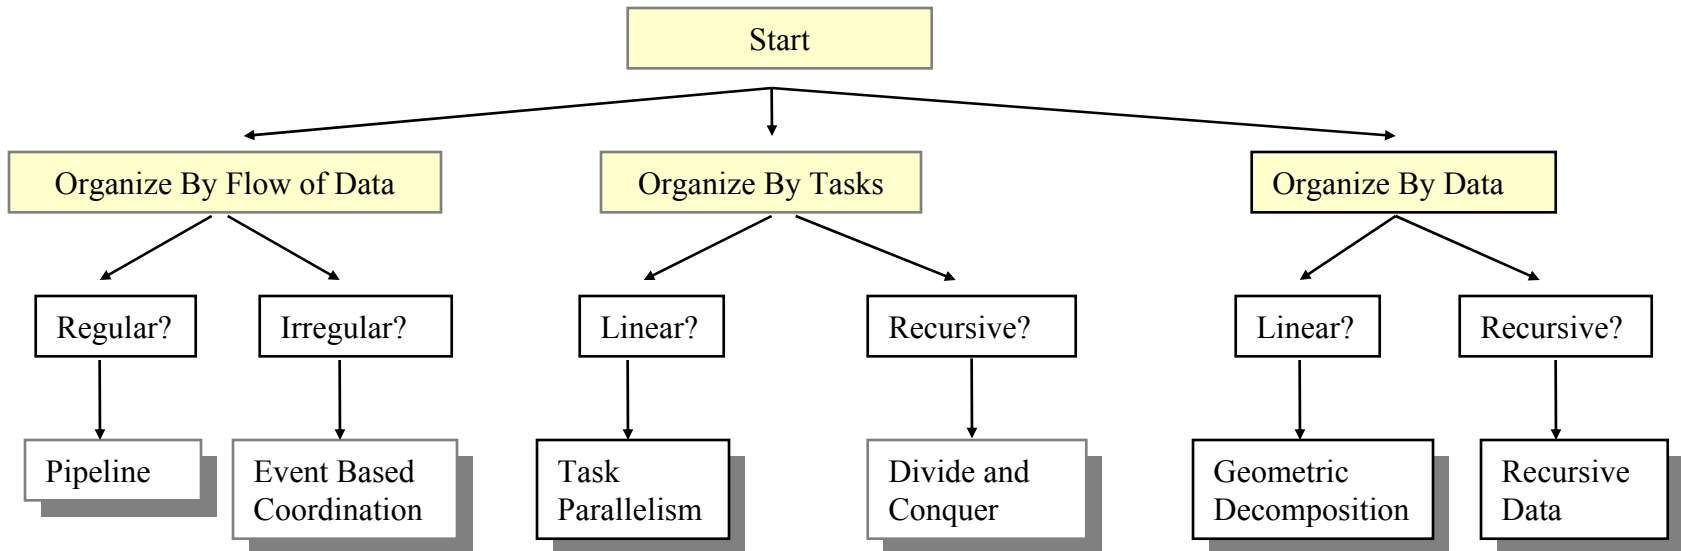 Start
Organize By Flow of Data
Organize By Tasks
Organize By Data
Regular?
Irregular?
Linear?
Recursive?
Linear?
Recursive?
Pipeline
Event Based
Coordination
Task
Parallelism
Divide and
Conquer
Geometric
Decomposition
Recursive
Data